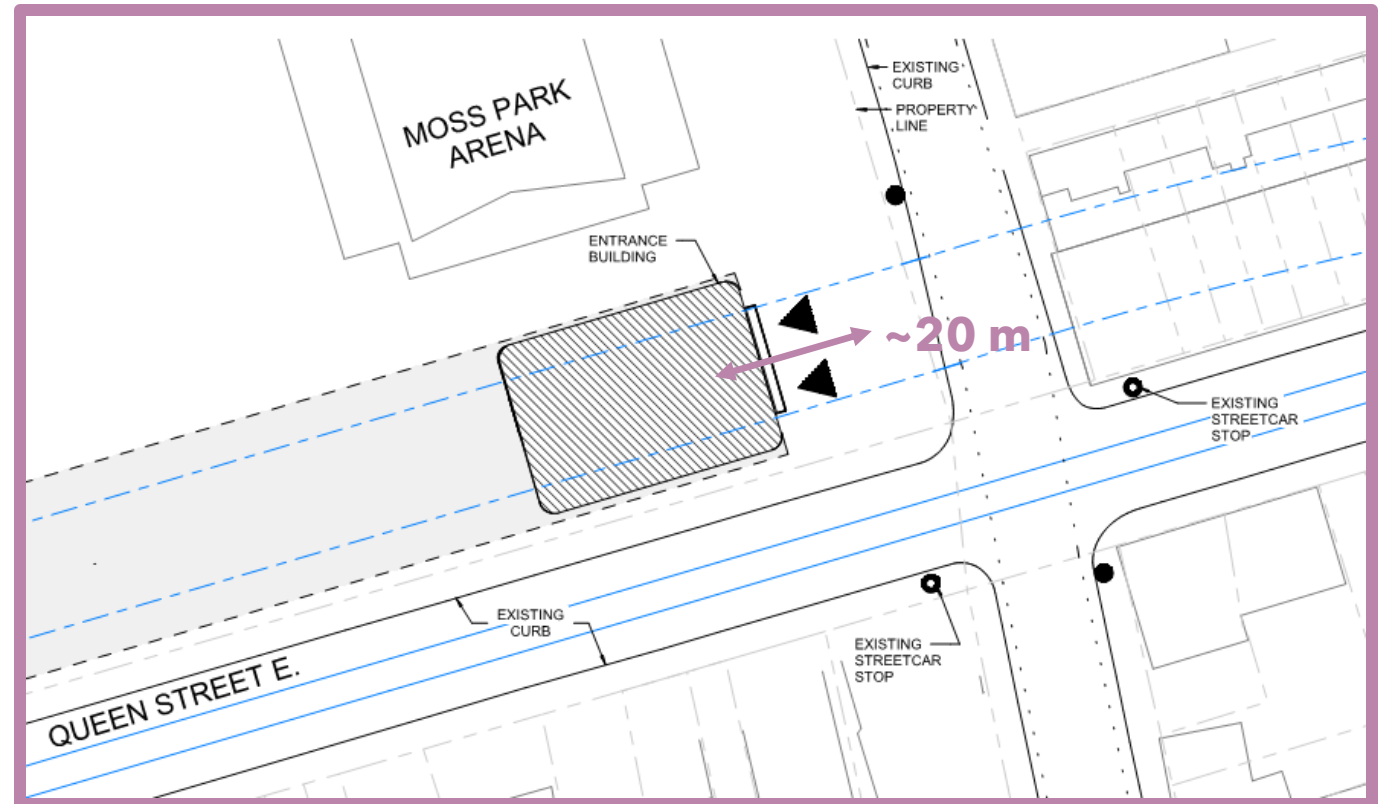 MOSS PARK
ARENA
EXISTING
CURB
PROPERTY
LINE
ENTRANCE
BUILDING
~20 m
EXISTING
STREETCAR
STOP
EXISTING
CURB
EXISTING
STREETCAR
STOP
QUEEN STREET E.